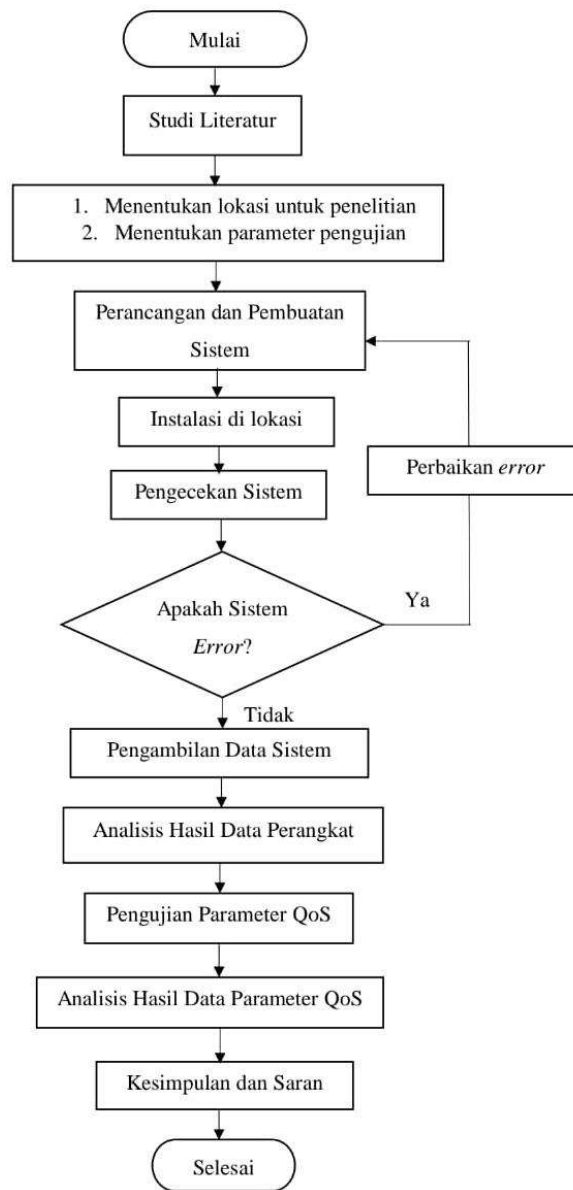 Mulai
Studi Literatur
1. Menentukan lokasi untuk penelitian
2. Menentukan parameter pengujian
Perancangan dan Pembuatan
Sistem
Instalasi di lokasi
Perbaikan error
Pengecekan Sistem
Apakah Sistem
Error?
Ya
Tidak
Pengambilan Data Sistem
Analisis Hasil Data Perangkat
Pengujian Parameter QoS
Analisis Hasil Data Parameter QoS
Kesimpulan dan Saran
Selesai